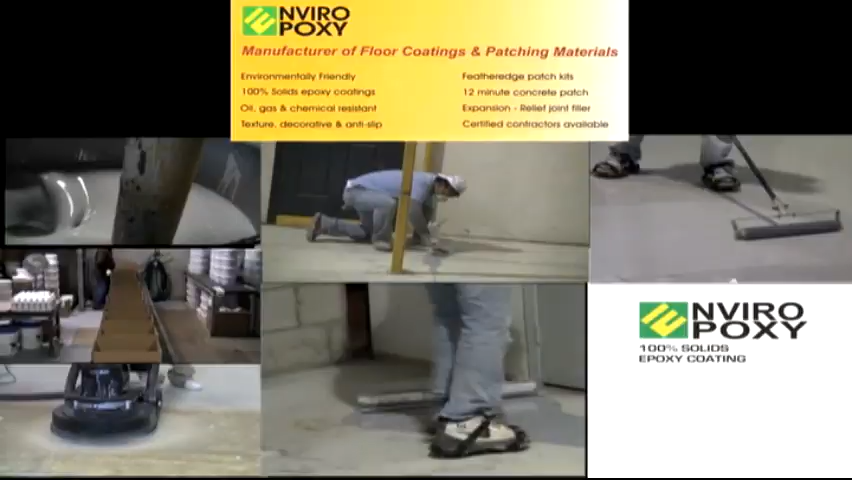 NVIRO
POXY
Manufacturer of Floor Coatings & Patching Materials
Environmentally Friendly
100% Solids epoxy coatings
Oil, gas & chemical resistant
Texture, decorative & anti-slip
Featheredge patch kits
12 minute concrete patch
Expansion - Relief joint filler
Certified contractors available
NVIRO
POXY
100% SOLIDS
EPOXY COATING